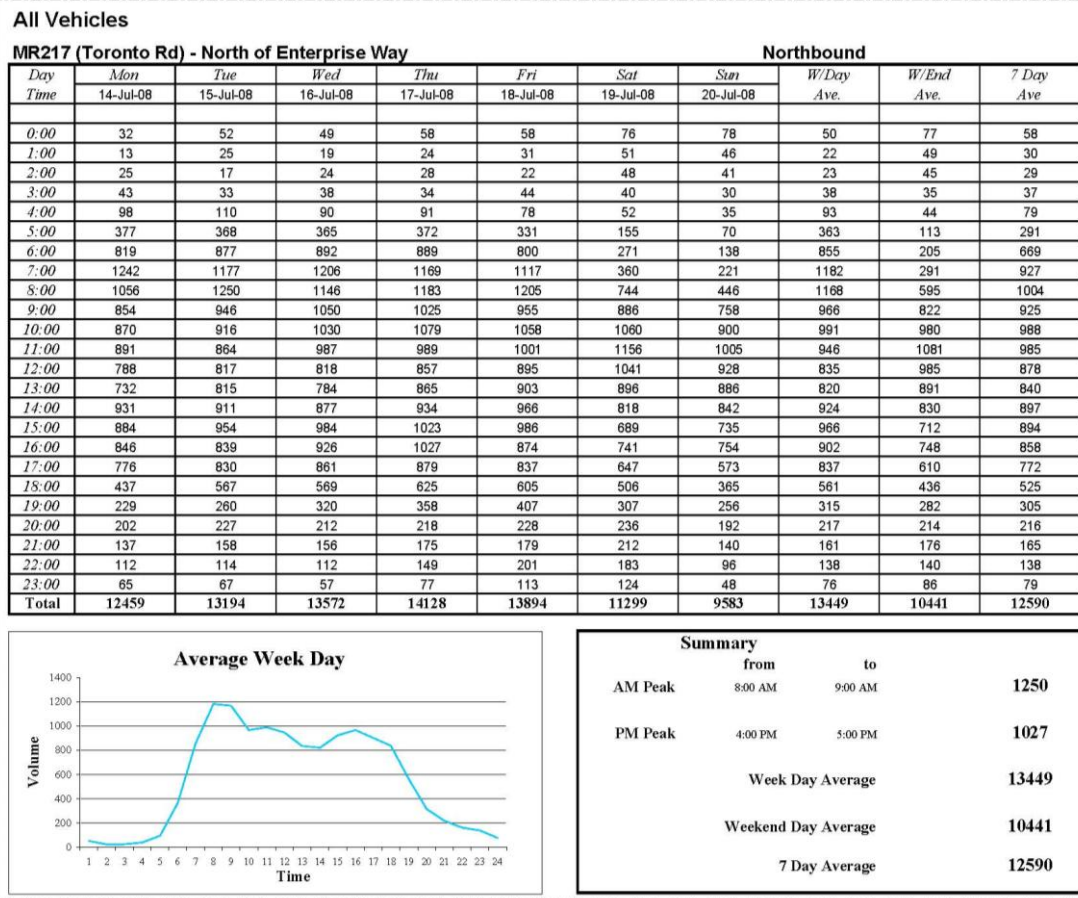 All Vehicles
MR217 (Toronto Rd) - North of Enterprise Way Northbound
Day Mon Tue Wed Thu Fri Sat Sun W/Day W/End 7 Day
Time 14-Jul-08 15-Jul-08 16-Jul-08 17-Jul-08 18-Jul-08 19-Jul-08 20-Jul-08 Ave. Ave. Ave
0:00 32 52 49 58 58 76 78 50 77 58
1:00 13 25 19 24 31 51 46 22 49 30
2:00 25 17 24 28 22 48 41 23 45 29
3:00 43 33 38 34 44 40 30 38 35 37
4:00 98 110 90 91 78 52 35 93 44 79
5:00 377 368 365 372 331 155 70 363 113 291
6:00 819 877 892 889 800 271 138 855 205 669
7:00 1242 1177 1206 1169 1117 360 221 1182 291 927
8:00 1056 1250 1146 1183 1205 744 446 1168 595 1004
9:00 854 946 1050 1025 955 886 758 966 822 925
10:00 870 916 1030 1079 1058 1060 900 991 980 988
11:00 891 864 987 989 1001 1156 1005 946 1081 985
12:00 788 817 818 857 895 1041 928 835 985 878
13:00 732 815 784 865 903 896 886 820 891 840
14:00 931 911 877 934 966 818 842 924 830 897
15:00 884 954 984 1023 986 689 735 966 712 894
16:00 846 839 926 1027 874 741 754 902 748 858
17:00 776 830 861 879 837 647 573 837 610 772
18:00 437 567 569 625 605 506 365 561 436 525
19:00 229 260 320 358 407 307 256 315 282 305
20:00 202 227 212 218 228 236 192 217 214 216
21:00 137 158 156 175 179 212 140 161 176 165
22:00 112 114 112 149 201 183 96 138 140 138
23:00 65 67 57 77 113 124 48 76 86 79
Total 12459 13194 13572 14128 13894 11299 9583 13449 10441 12590
Average Week Day
1400
1200
1000
800
600
400
200
0
Volume
1 2 3 4 5 6 7 8 9 10 11 12 13 14 15 16 17 18 19 20 21 22 23 24
Time
Summary
from to
AM Peak 8:00 AM 9:00 AM 1250
PM Peak 4:00 PM 5:00 PM 1027
Week Day Average 13449
Weekend Day Average 10441
7 Day Average 12590